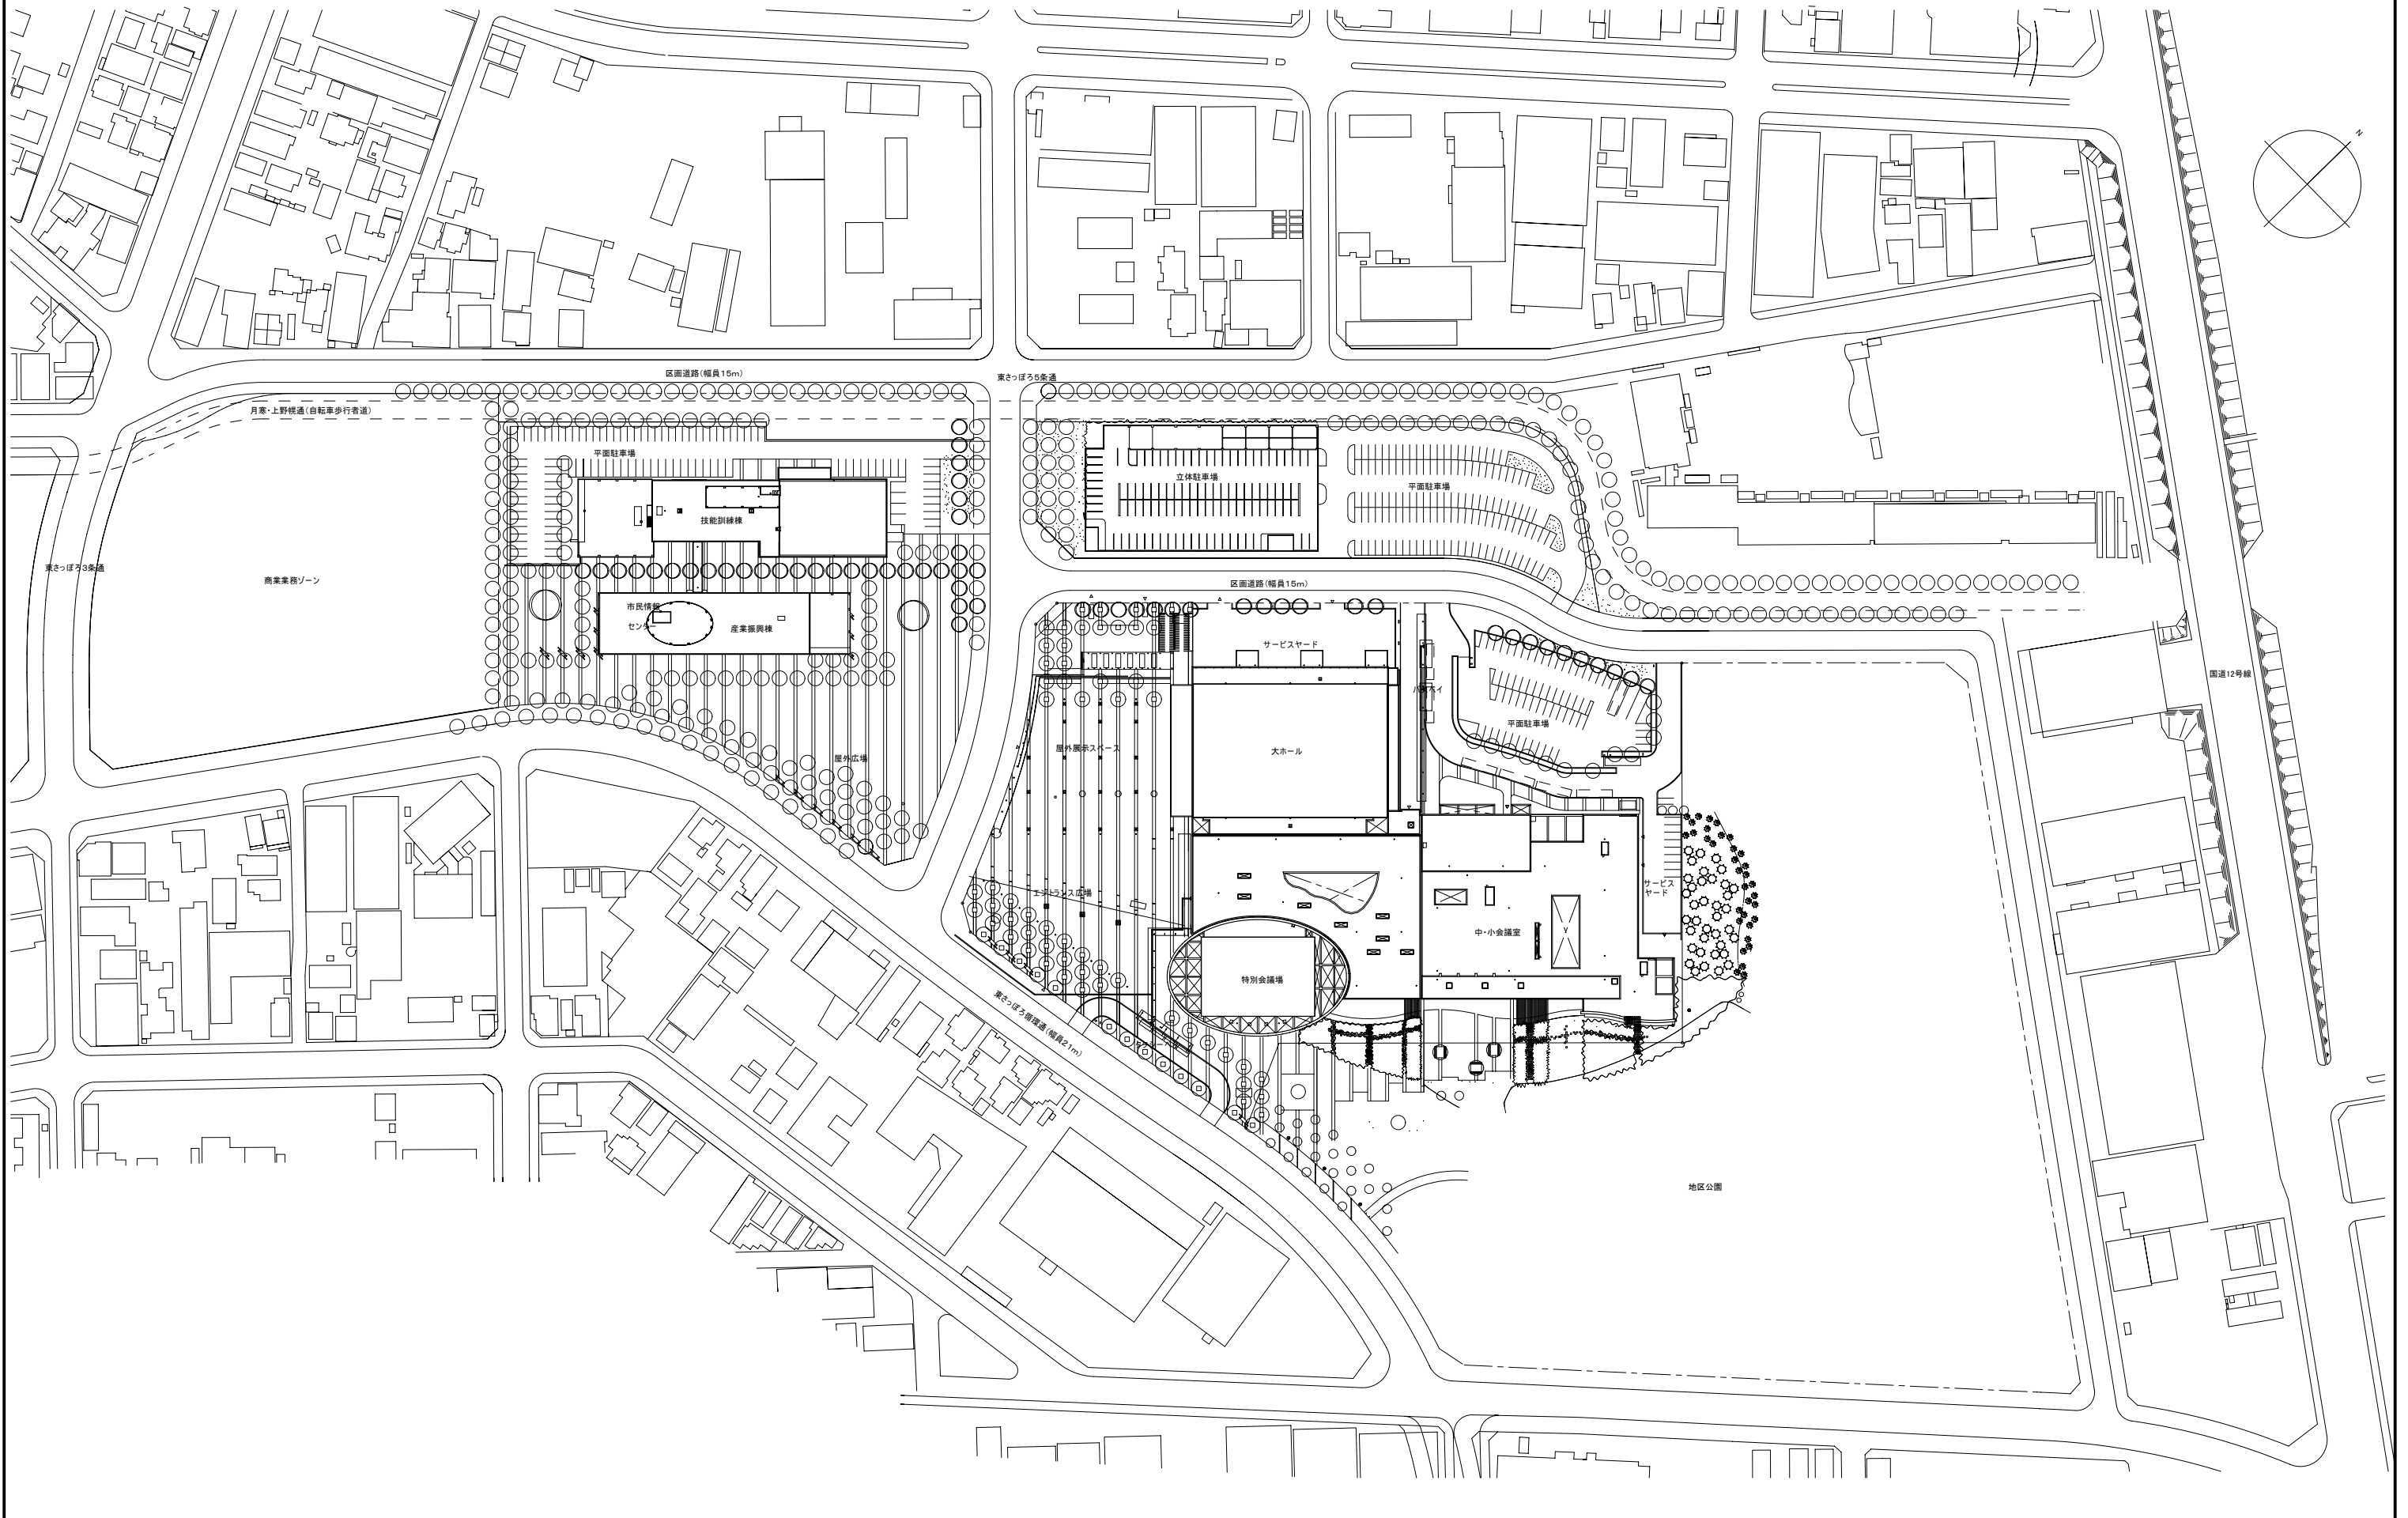 N
区画道路(幅員15m)
東さっぽろ5条通
月寒・上野幌通(自転車歩行者道)
平面駐車場
立体駐車場
平面駐車場
技能訓練棟
東さっぽろ3条通
商業業務ゾーン
区画道路(幅員15m)
市民情報
センター
産業振興棟
サービスヤード
国道12号線
平面駐車場
屋外展示スペース
大ホール
屋外広場
サービス
ヤード
エントランス広場
中・小会議室
特別会議場
東さっぽろ循環通(幅員21m)
地区公園